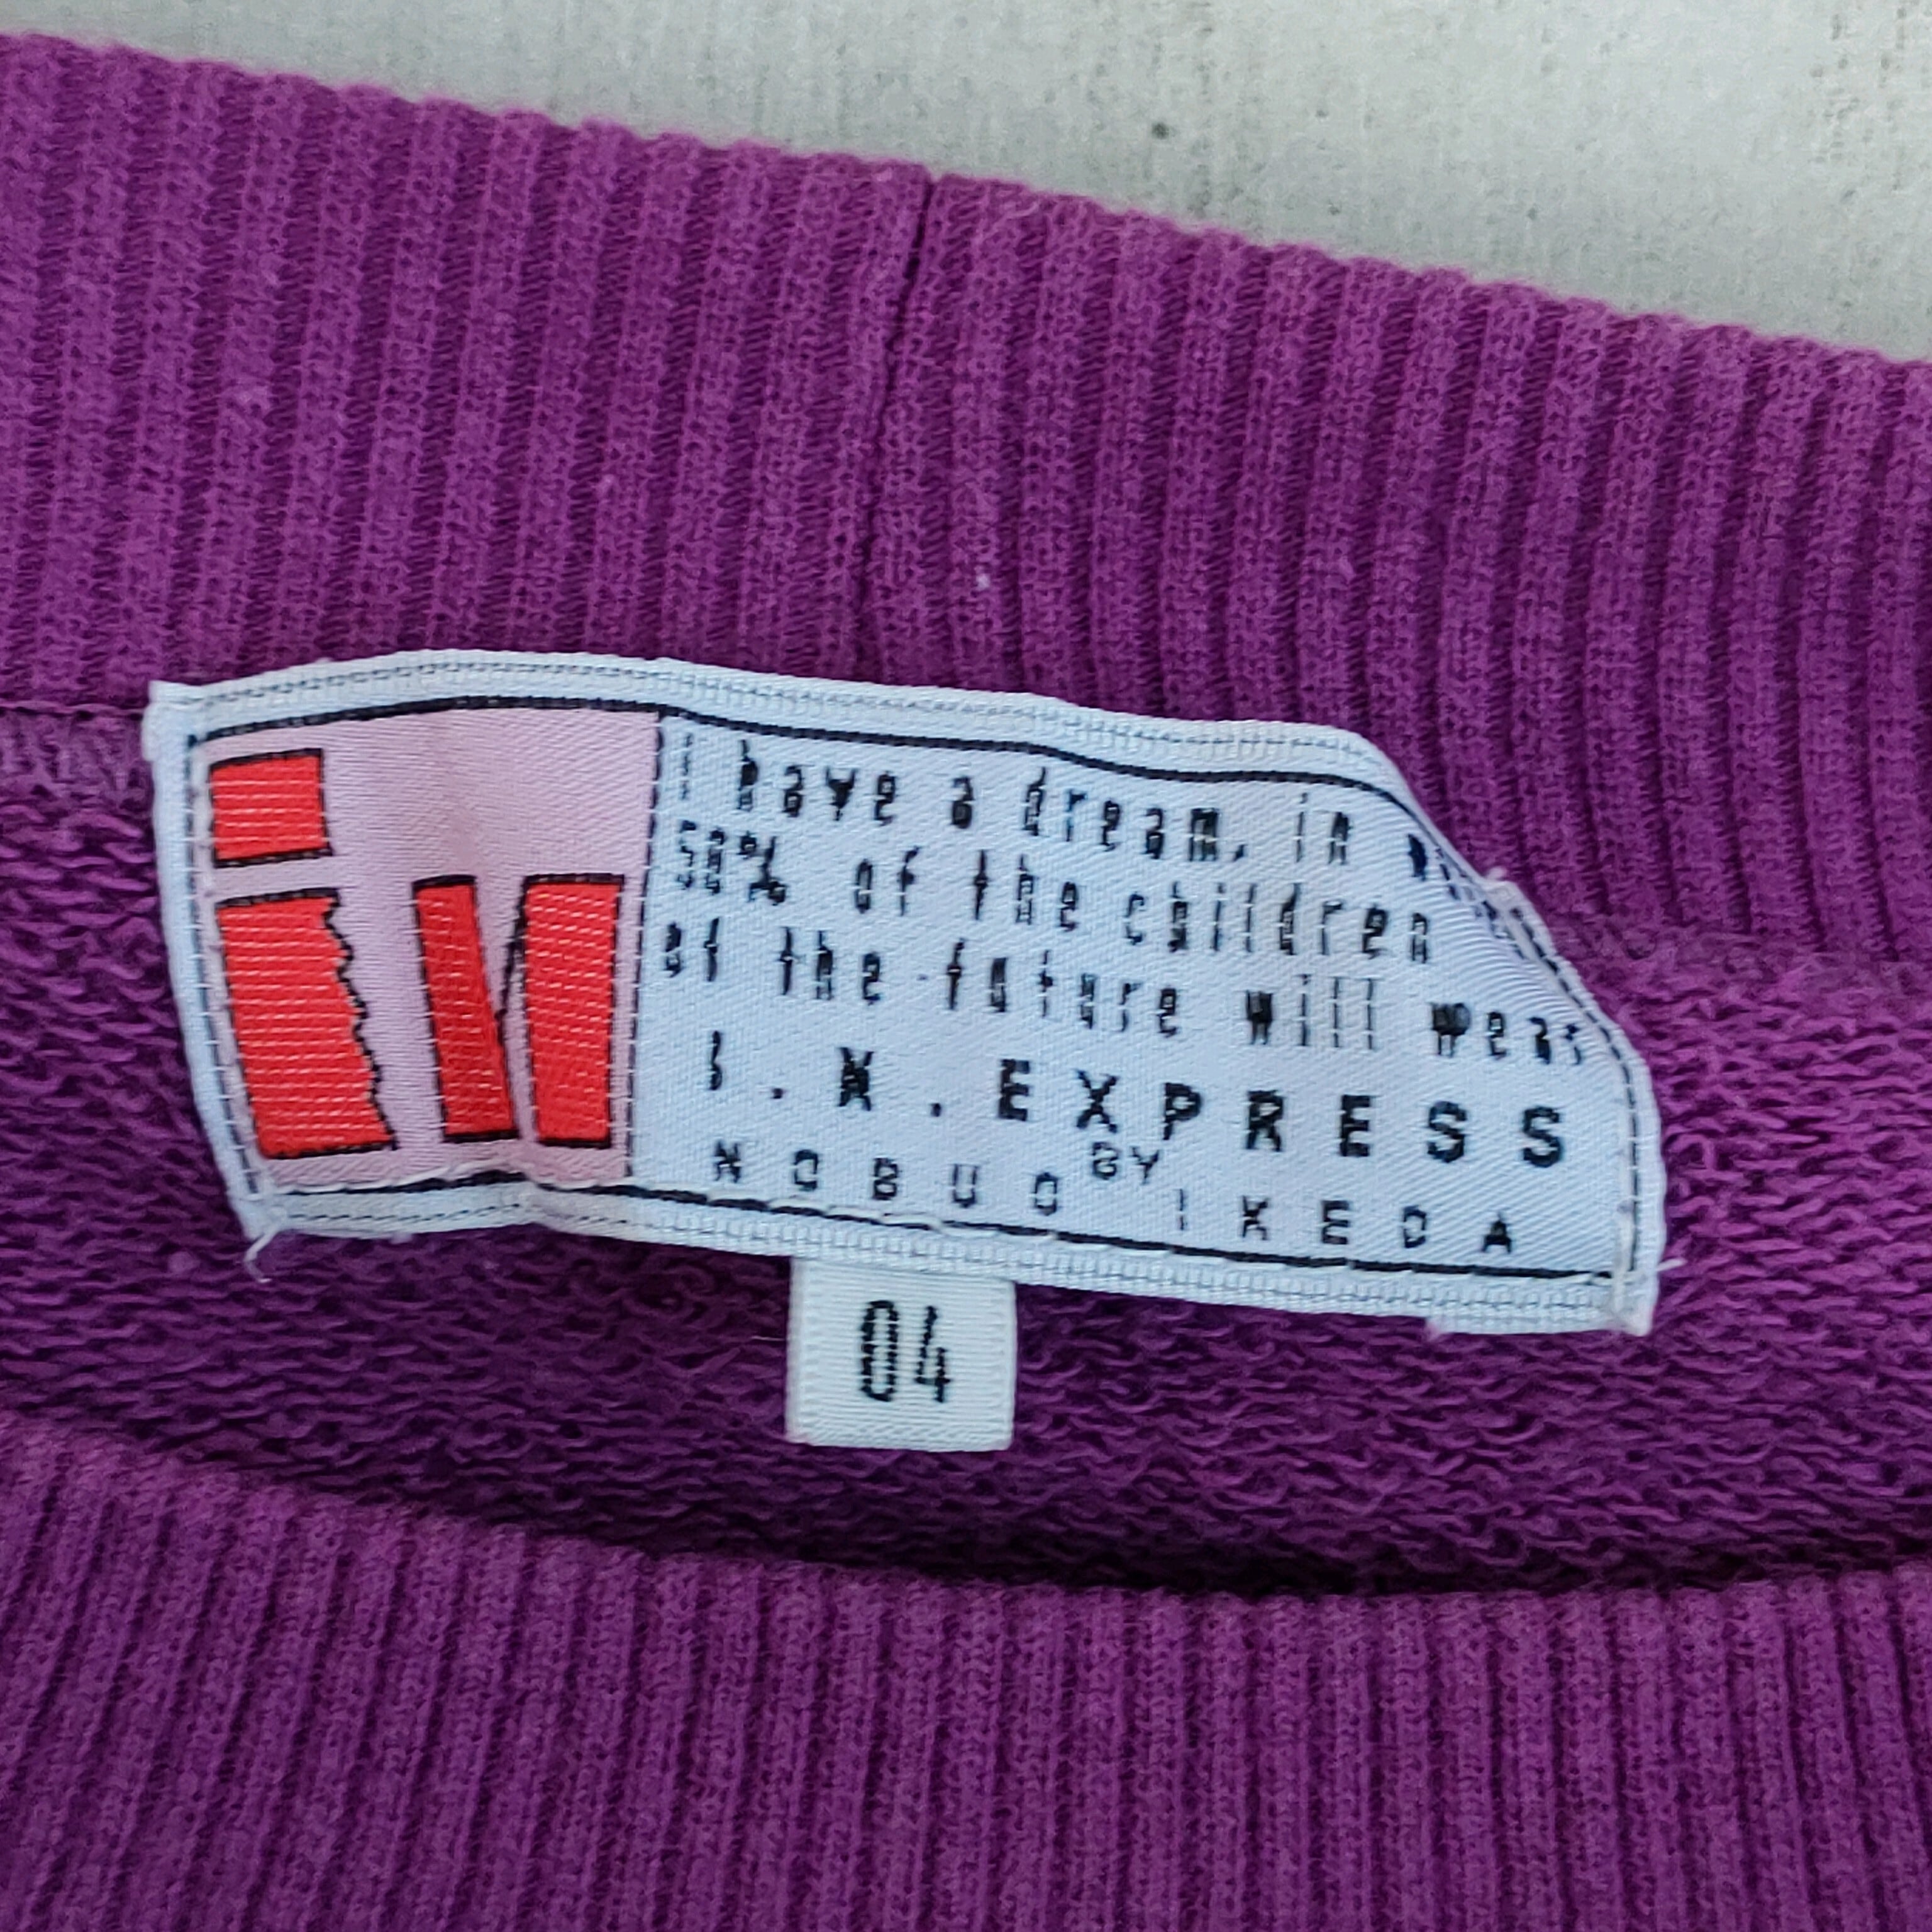 I have a dream, in
50% of the children
of the future will wear
I.K.EXPRESS
BY
NOBUO IKEDA
04